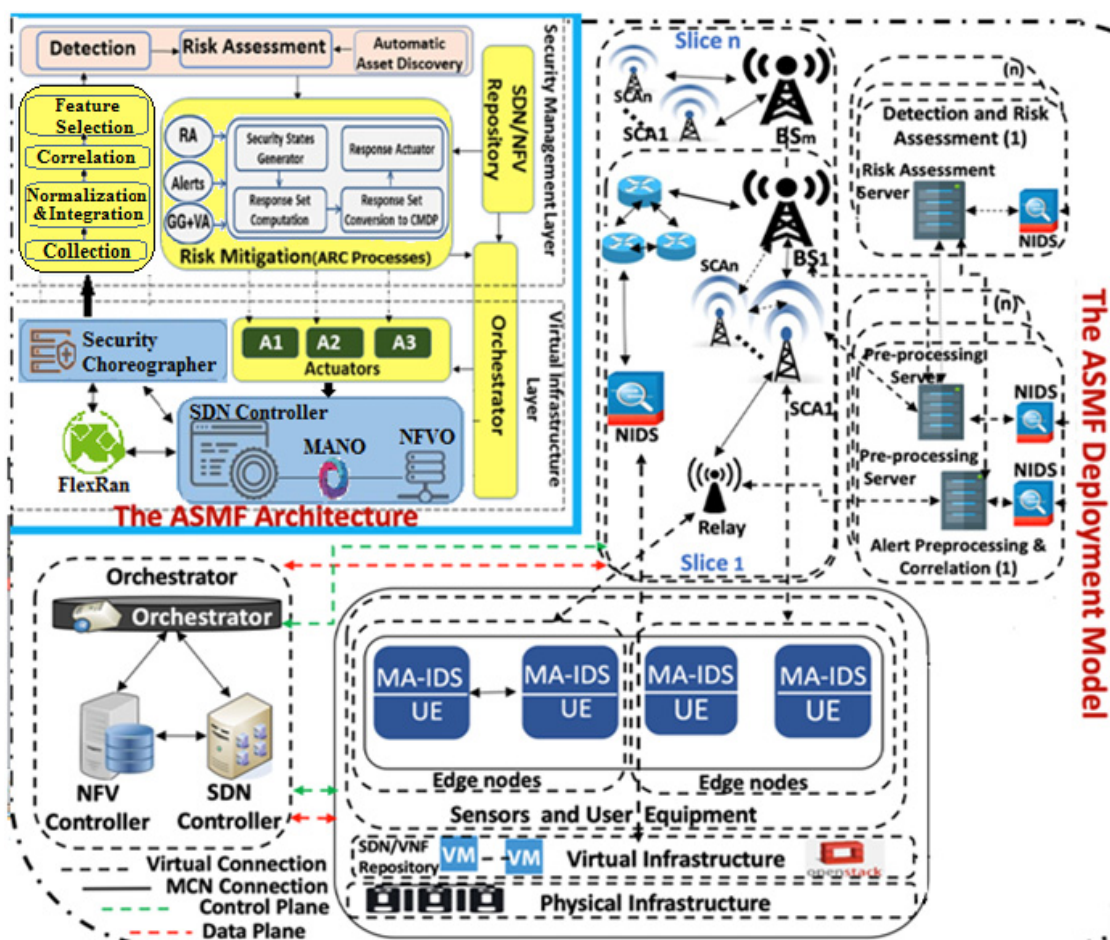 Detection
Risk Assessment
Automatic
Asset Discovery
Feature
Selection
Correlation
Normalization
&Integration
Collection
RA
Alerts
GG+VA
Security States
Generator
Response Actuator
Response Set
Computation
Response Set
Conversion to CMDP
Risk Mitigation(ARC Processes)
SDN/NFV
Repository
Security Management Layer
Orchestrator
Virtual Infrastructure
Layer
Security
Choreographer
A1
A2
A3
Actuators
SDN Controller
MANO
NFVO
FlexRan
The ASMF Architecture
Slice n
SCAn
SCA1
BSm
BS1
SCAn
SCA1
NIDS
Relay
Slice 1
(n)
Detection and Risk
Assessment (1)
Risk Assessment
Server
NIDS
(n)
Pre-processing
Server
NIDS
Pre-processing
Server
NIDS
Alert Preprocessing &
Correlation (1)
The ASMF Deployment Model
Orchestrator
Orchestrator
NFV
Controller
SDN
Controller
MA-IDS
UE
MA-IDS
UE
MA-IDS
UE
MA-IDS
UE
Edge nodes
Edge nodes
Sensors and User Equipment
SDN/VNF
Repository
VM
VM
Virtual Infrastructure
openstack
Physical Infrastructure
Virtual Connection
MCN Connection
Control Plane
Data Plane